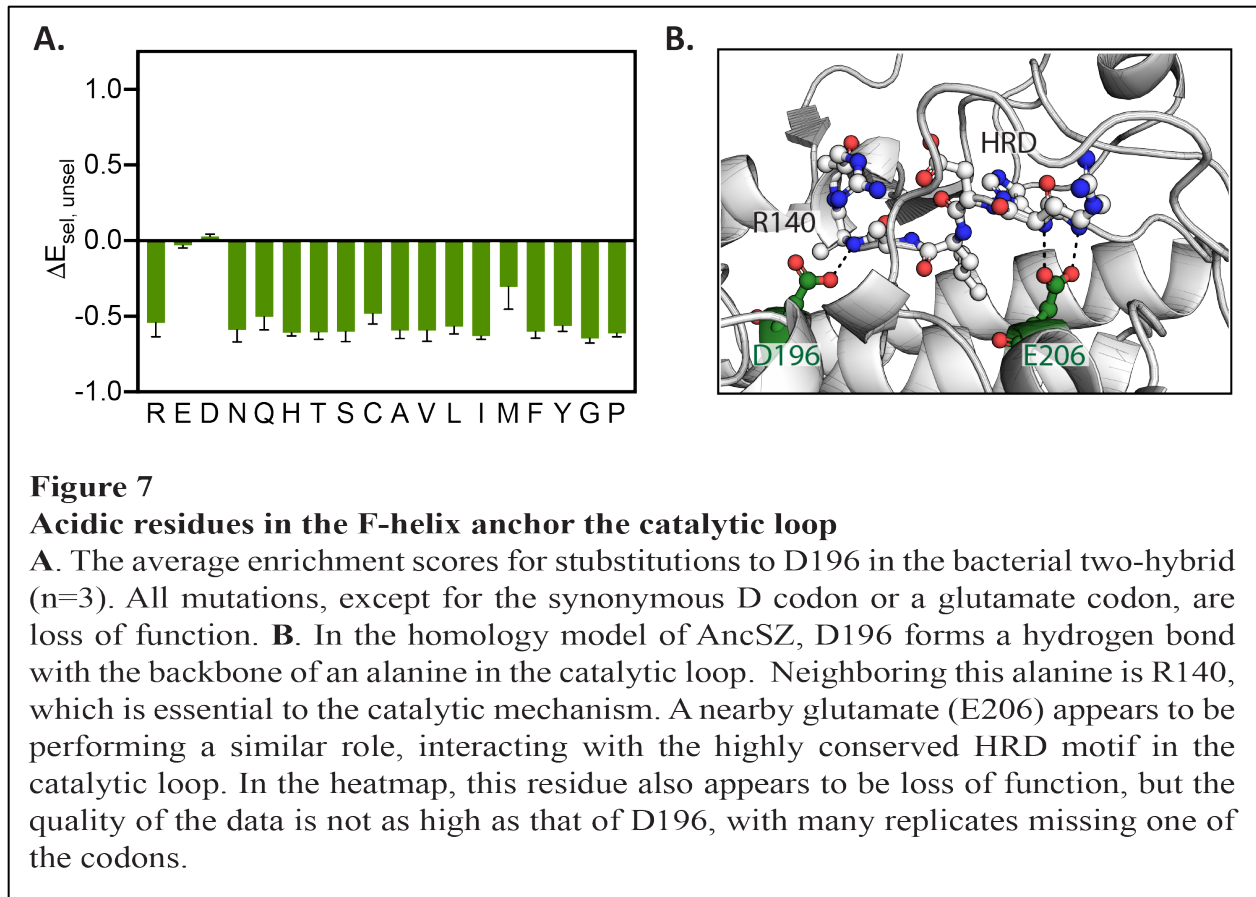 A.
1.0
0.5
0.0
-0.5
-1.0
ΔE sel, unsel
R E D N Q H T S C A V L I M F Y G P
B.
HRD
R140
D196
E206
Figure 7
Acidic residues in the F-helix anchor the catalytic loop
A. The average enrichment scores for stubstitutions to D196 in the bacterial two-hybrid
(n=3). All mutations, except for the synonymous D codon or a glutamate codon, are
loss of function. B. In the homology model of AncSZ, D196 forms a hydrogen bond
with the backbone of an alanine in the catalytic loop. Neighboring this alanine is R140,
which is essential to the catalytic mechanism. A nearby glutamate (E206) appears to be
performing a similar role, interacting with the highly conserved HRD motif in the
catalytic loop. In the heatmap, this residue also appears to be loss of function, but the
quality of the data is not as high as that of D196, with many replicates missing one of
the codons.